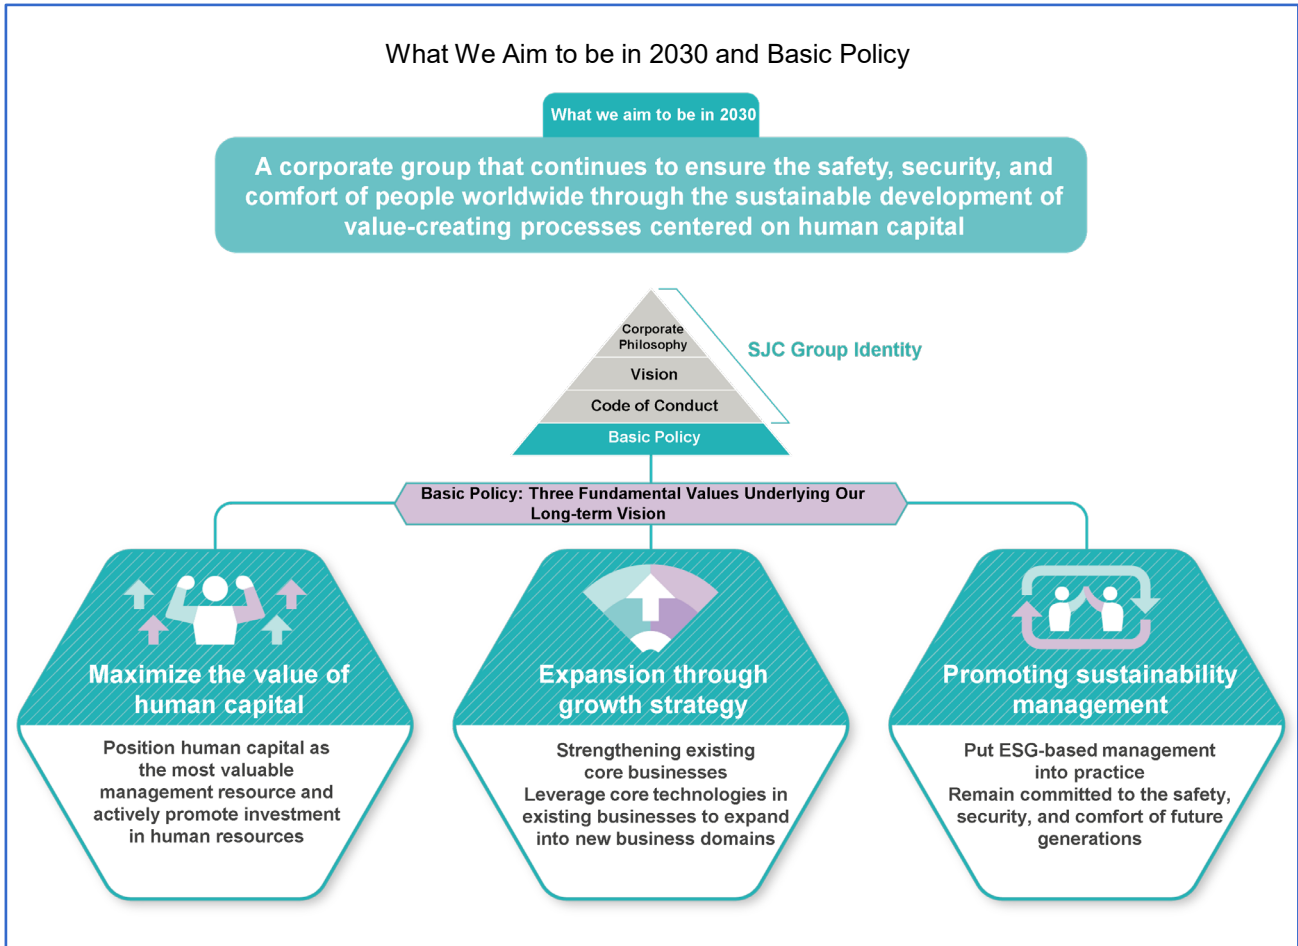 What We Aim to be in 2030 and Basic Policy
What we aim to be in 2030
A corporate group that continues to ensure the safety, security, and
comfort of people worldwide through the sustainable development of
value-creating processes centered on human capital
Corporate
Philosophy
Vision
Code of Conduct
Basic Policy
SJC Group Identity
Basic Policy: Three Fundamental Values Underlying Our
Long-term Vision
Maximize the value of
human capital
Position human capital as
the most valuable
management resource and
actively promote investment
in human resources
Expansion through
growth strategy
Strengthening existing
core businesses
Leverage core technologies in
existing businesses to expand
into new business domains
Promoting sustainability
management
Put ESG-based management
into practice
Remain committed to the safety,
security, and comfort of future
generations